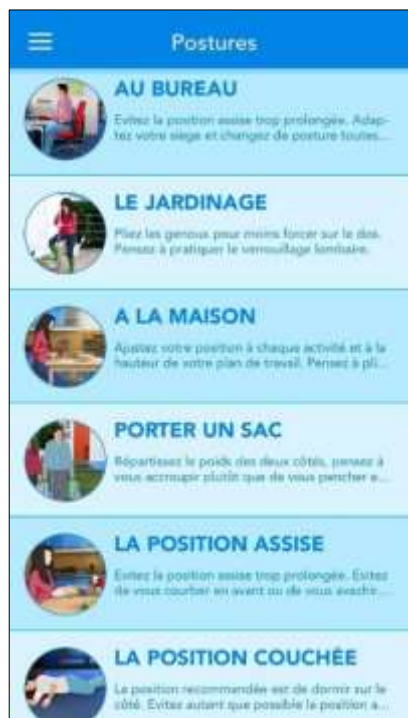 Postures
AU BUREAU
Evitez la position assise trop prolongée. Adap-
tez votre siège et changez de posture toutes...
LE JARDINAGE
Pliez les genoux pour moins forcer sur le dos.
Pensez à pratiquer le verrouillage lombaire.
A LA MAISON
Ajustez votre position à chaque activité et à la
hauteur de votre plan de travail. Pensez à pli...
PORTER UN SAC
Répartissez le poids des deux côtés, pensez à
vous accroupir plutôt que de vous pencher e...
LA POSITION ASSISE
Evitez la position assise trop prolongée. Evitez
de vous courber en avant ou de vous avachir...
LA POSITION COUCHÉE
La position recommandée est de dormir sur le
côté. Evitez autant que possible la position a...